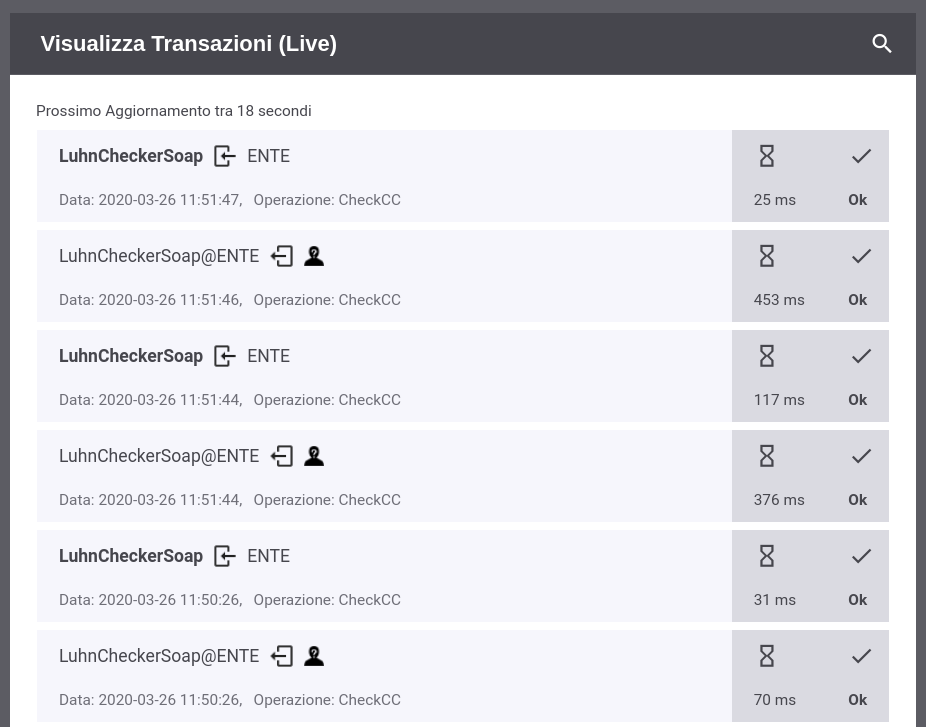 Visualizza Transazioni (Live)
Prossimo Aggiornamento tra 18 secondi
LuhnCheckerSoap ENTE
Data: 2020-03-26 11:51:47, Operazione: CheckCC 25 ms Ok
LuhnCheckerSoap@ENTE
Data: 2020-03-26 11:51:46, Operazione: CheckCC 453 ms Ok
LuhnCheckerSoap ENTE
Data: 2020-03-26 11:51:44, Operazione: CheckCC 117 ms Ok
LuhnCheckerSoap@ENTE
Data: 2020-03-26 11:51:44, Operazione: CheckCC 376 ms Ok
LuhnCheckerSoap ENTE
Data: 2020-03-26 11:50:26, Operazione: CheckCC 31 ms Ok
LuhnCheckerSoap@ENTE
Data: 2020-03-26 11:50:26, Operazione: CheckCC 70 ms Ok